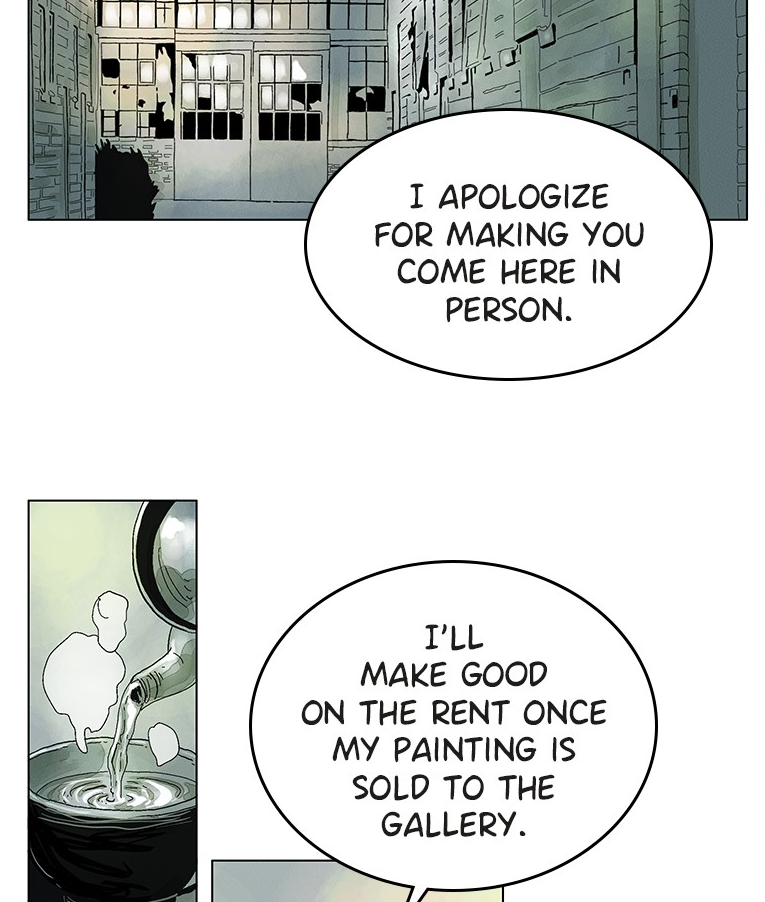 I APOLOGIZE
FOR MAKING YOU
COME HERE IN
PERSON.
I'LL
MAKE GOOD
ON THE RENT ONCE
MY PAINTING IS
SOLD TO THE
GALLERY.